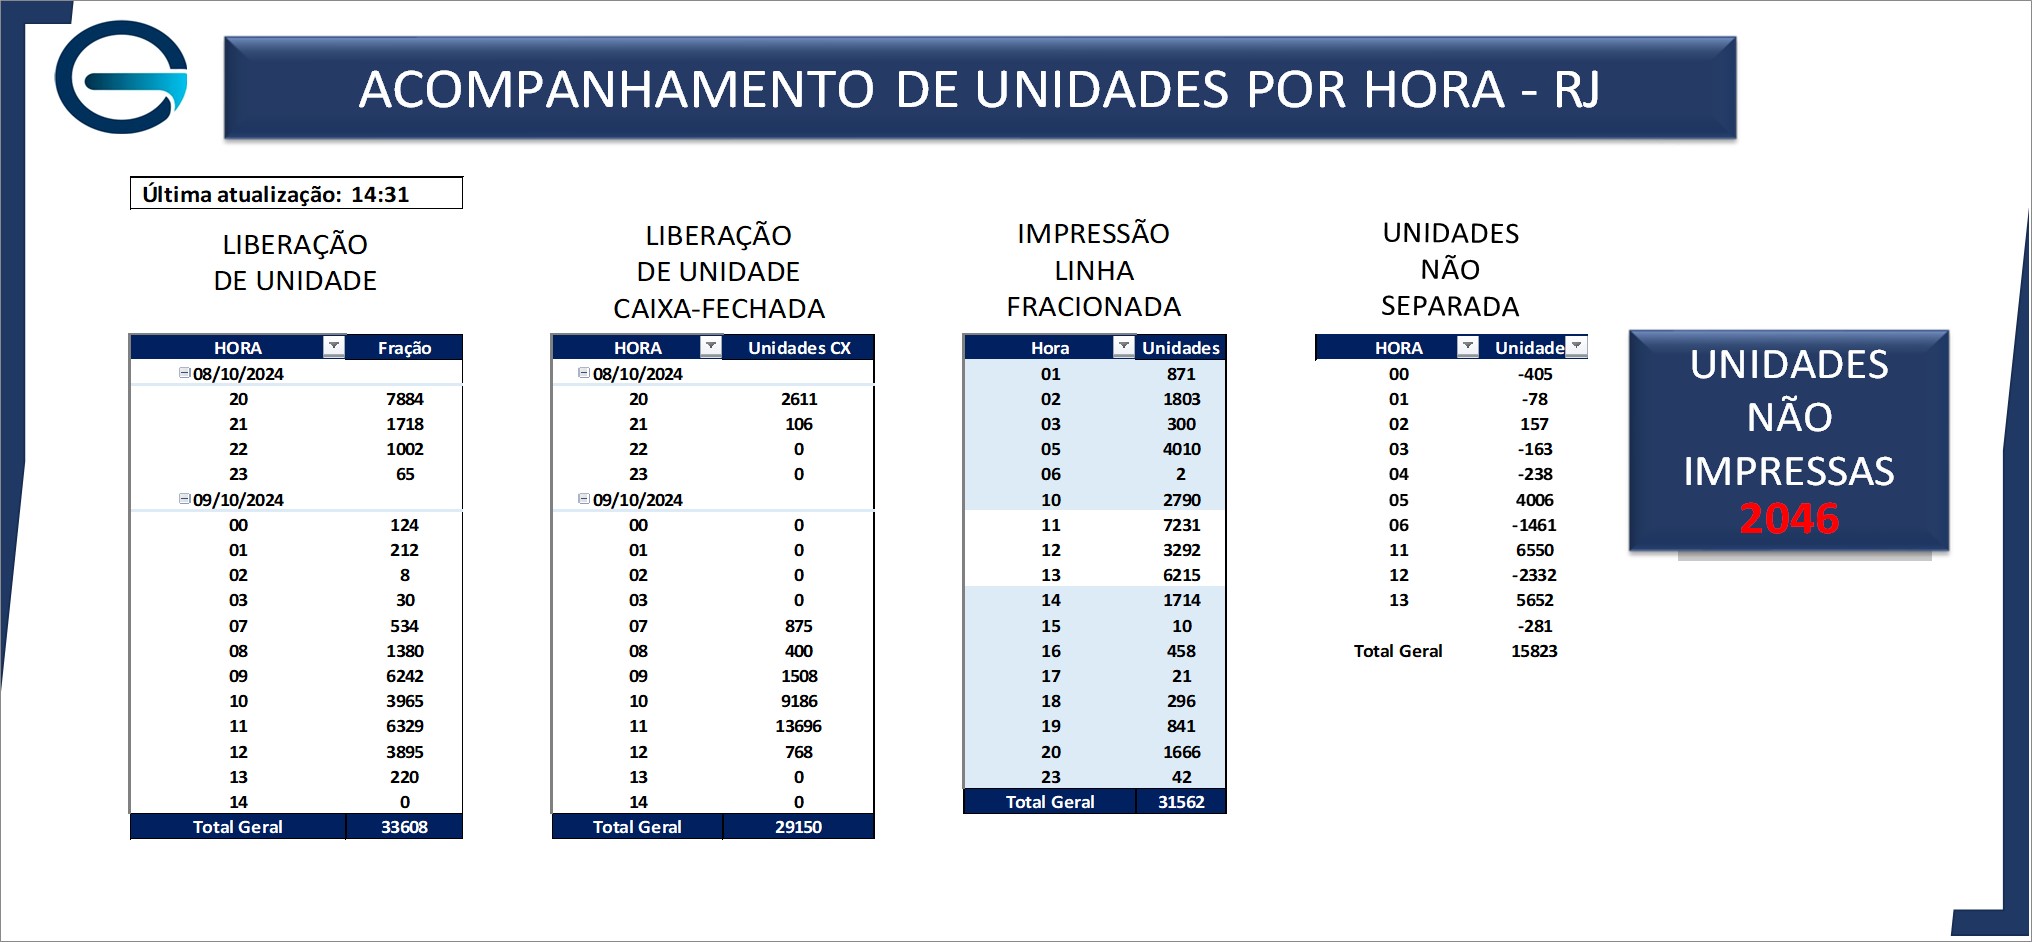 ACOMPANHAMENTO DE UNIDADES POR HORA - RJ
Última atualização: 14:31
LIBERAÇÃO
DE UNIDADE
HORA Fração
08/10/2024
20 7884
21 1718
22 1002
23 65
09/10/2024
00 124
01 212
02 8
03 30
07 534
08 1380
09 6242
10 3965
11 6329
12 3895
13 220
14 0
Total Geral 33608
LIBERAÇÃO
DE UNIDADE
CAIXA-FECHADA
HORA Unidades CX
08/10/2024
20 2611
21 106
22 0
23 0
09/10/2024
00 0
01 0
02 0
03 0
07 875
08 400
09 1508
10 9186
11 13696
12 768
13 0
14 0
Total Geral 29150
IMPRESSÃO
LINHA
FRACIONADA
Hora Unidades
01 871
02 1803
03 300
05 4010
06 2
10 2790
11 7231
12 3292
13 6215
14 1714
15 10
16 458
17 21
18 296
19 841
20 1666
23 42
Total Geral 31562
UNIDADES
NÃO
SEPARADA
HORA Unidade
00 -405
01 -78
02 157
03 -163
04 -238
05 4006
06 -1461
11 6550
12 -2332
13 5652
-281
Total Geral 15823
UNIDADES
NÃO
IMPRESSAS
2046